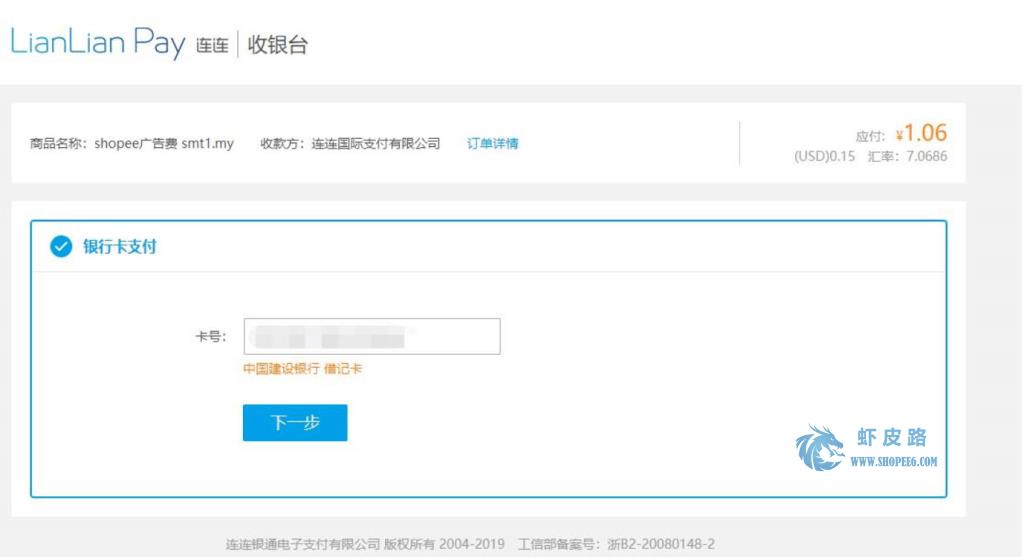 LianLian Pay 连连 | 收银台
商品名称：shopee广告费 smt1.my 收款方：连连国际支付有限公司 订单详情
应付：¥1.06
(USD)0.15 汇率：7.0686
银行卡支付
卡号：
中国建设银行 借记卡
下一步
虾皮路
WWW.SHOPEE6.COM
连连银通电子支付有限公司 版权所有 2004-2019 工信部备案号：浙B2-20080148-2